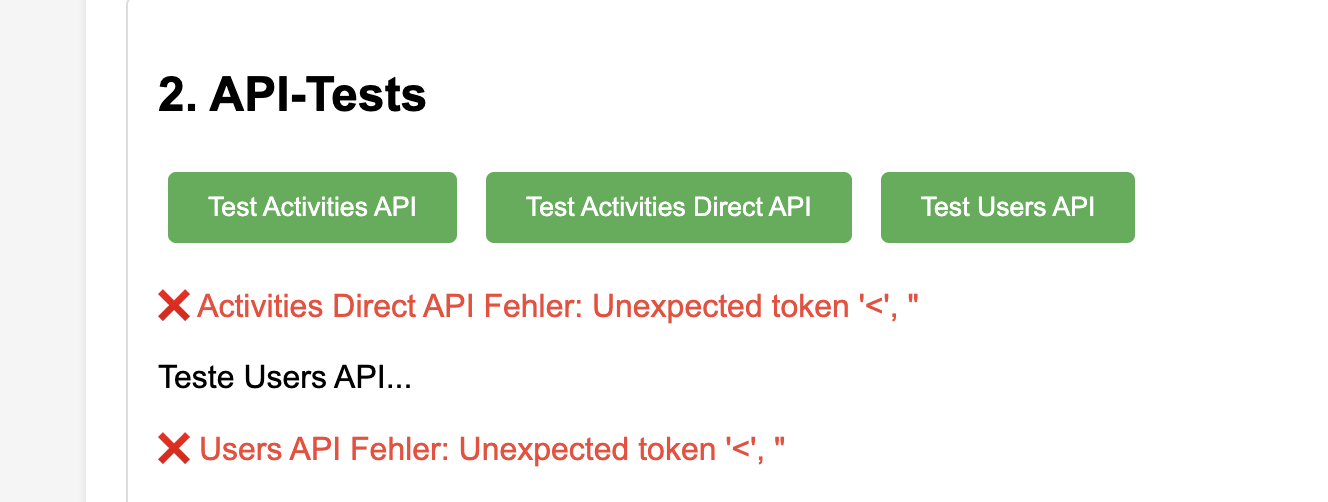 2. API-Tests
Test Activities API Test Activities Direct API Test Users API
❌ Activities Direct API Fehler: Unexpected token '<', "
Teste Users API...
❌ Users API Fehler: Unexpected token '<', "